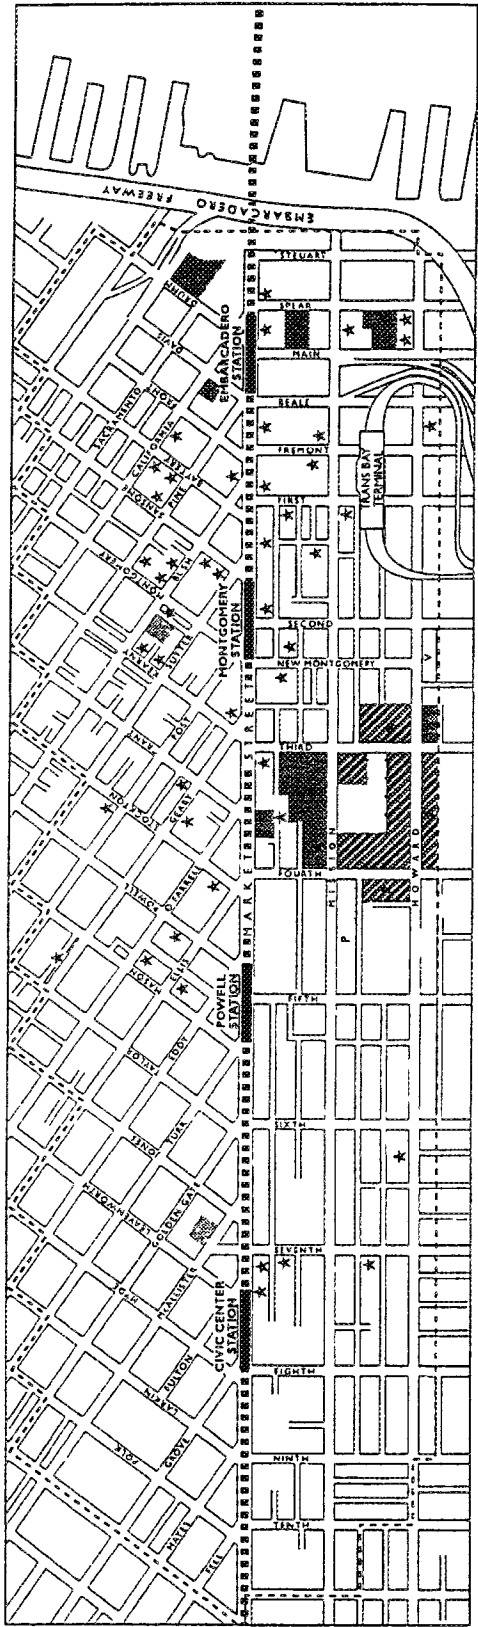 EMBARCADERO
FREEWAY
STEUART
SPEAR
MAIN
BEALE
FREMONT
FIRST
SECOND
NEW MONTGOMERY
THIRD
FOURTH
FIFTH
SIXTH
SEVENTH
EIGHTH
NINTH
TENTH
MARKET STREET
MISSION
HOWARD
TRANS BAY
TERMINAL
EMBARCADERO
STATION
MONTGOMERY
STATION
POWELL
STATION
CIVIC CENTER
STATION
DRUMM
DAVIS
FRONT
SACRAMENTO
CALIFORNIA
BATTERY
PINE
SANSOME
BUSH
MONTGOMERY
KEARNY
SUTTER
POST
GRANT
GEARY
STOCKTON
O'FARRELL
POWELL
ELLIS
MASON
EDDY
TAYLOR
TURK
JONES
GOLDEN GATE
LEAVENWORTH
MCALLISTER
HYDE
FULTON
LARKIN
GROVE
POLK
HAYES
FELL
V
P